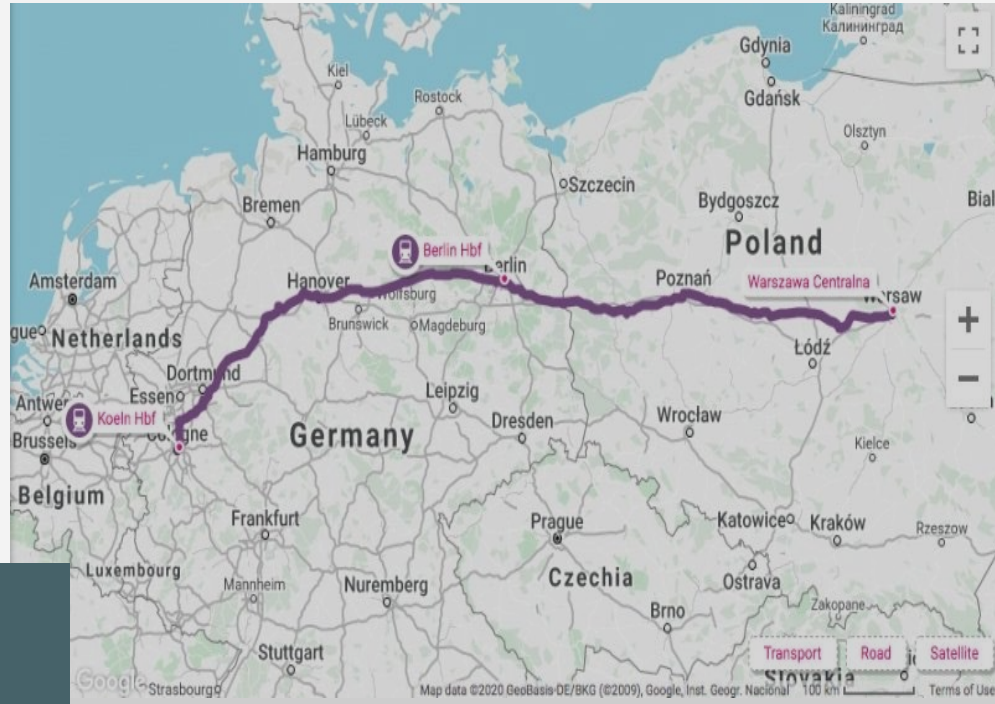 Kaliningrad
Калининград
Gdynia
Kiel
Gdańsk
Rostock
Lübeck
Olsztyn
Hamburg
Szczecin
Bydgoszcz
Bremen
Poland
Berlin Hbf
Amsterdam
Hanover
Poznań
Warszawa Centralna
Wolfsburg
Brunswick
Magdeburg
Netherlands
Łódź
+
−
Dortmund
Essen
Leipzig
Koeln Hbf
Dresden
Wrocław
Brussels
Germany
Kielce
Belgium
Frankfurt
Prague
Katowice
Kraków
Rzeszow
Luxembourg
Mannheim
Nuremberg
Czechia
Ostrava
Brno
Zakopane
Stuttgart
Transport
Road
Satellite
Slovakia
Google
Strasbourg
Map data ©2020 GeoBasis-DE/BKG (©2009), Google, Inst. Geogr. Nacional
100 km
Terms of Use